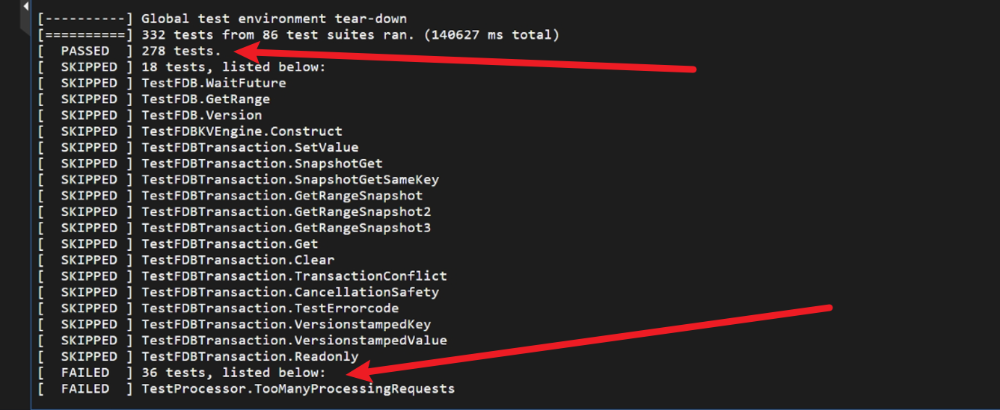 [----------] Global test environment tear-down
[==========] 332 tests from 86 test suites ran. (140627 ms total)
[  PASSED  ] 278 tests.
[  SKIPPED ] 18 tests, listed below:
[  SKIPPED ] TestFDB.WaitFuture
[  SKIPPED ] TestFDB.GetRange
[  SKIPPED ] TestFDB.Version
[  SKIPPED ] TestFDBKVEngine.Construct
[  SKIPPED ] TestFDBTransaction.SetValue
[  SKIPPED ] TestFDBTransaction.SnapshotGet
[  SKIPPED ] TestFDBTransaction.SnapshotGetSameKey
[  SKIPPED ] TestFDBTransaction.GetRangeSnapshot
[  SKIPPED ] TestFDBTransaction.GetRangeSnapshot2
[  SKIPPED ] TestFDBTransaction.GetRangeSnapshot3
[  SKIPPED ] TestFDBTransaction.Get
[  SKIPPED ] TestFDBTransaction.Clear
[  SKIPPED ] TestFDBTransaction.TransactionConflict
[  SKIPPED ] TestFDBTransaction.CancellationSafety
[  SKIPPED ] TestFDBTransaction.TestErrorcode
[  SKIPPED ] TestFDBTransaction.VersionstampedKey
[  SKIPPED ] TestFDBTransaction.VersionstampedValue
[  SKIPPED ] TestFDBTransaction.Readonly
[  FAILED  ] 36 tests, listed below:
[  FAILED  ] TestProcessor.TooManyProcessingRequests